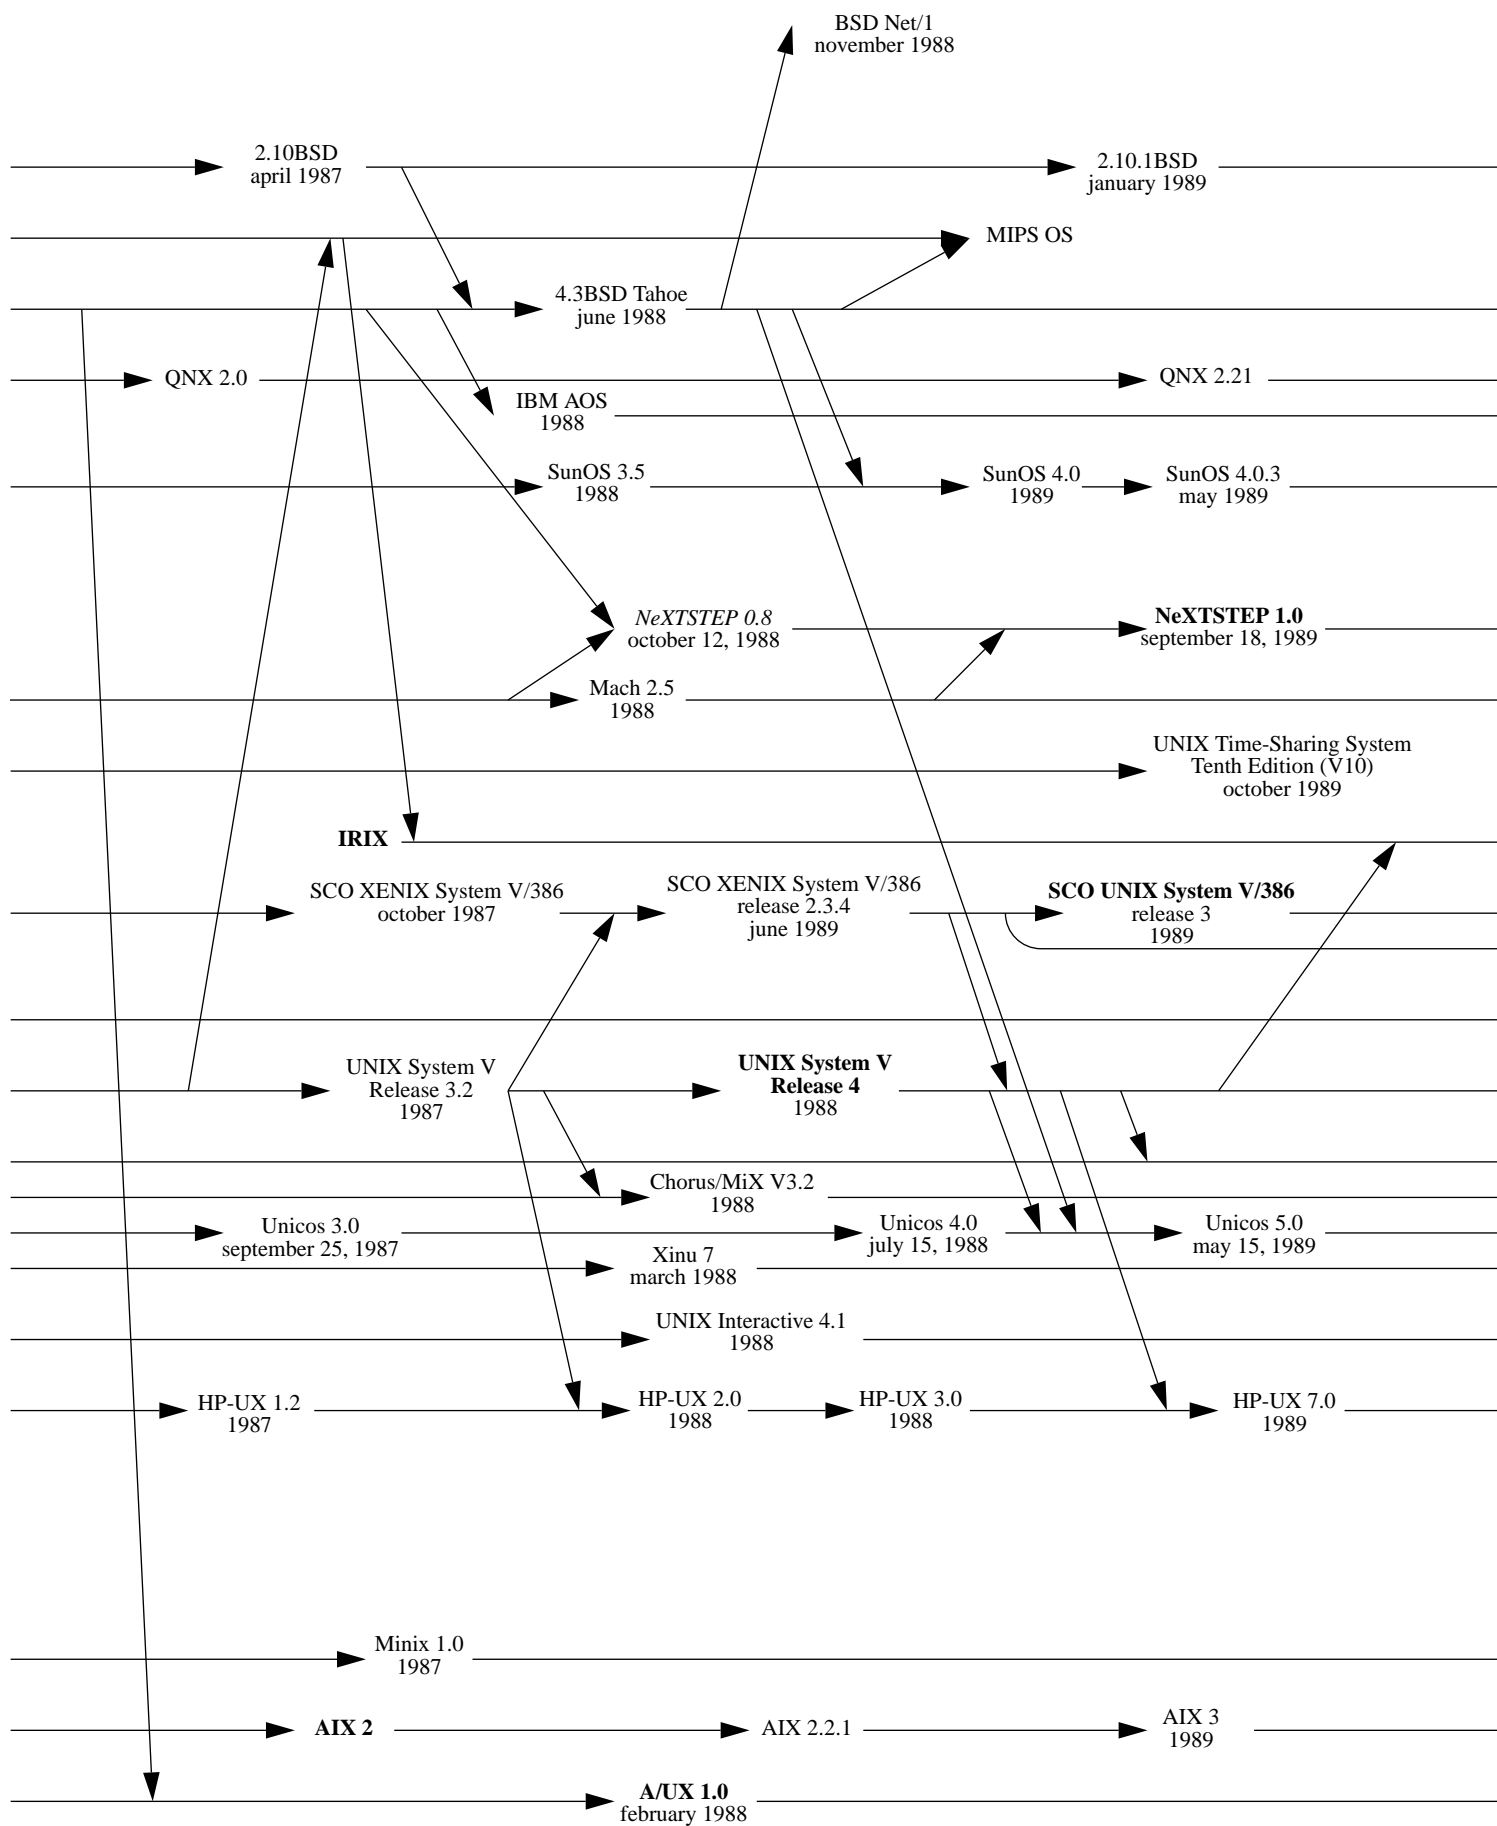 BSD Net/1
november 1988
2.10BSD
april 1987
2.10.1BSD
january 1989
MIPS OS
4.3BSD Tahoe
june 1988
QNX 2.0
QNX 2.21
IBM AOS
1988
SunOS 3.5
1988
SunOS 4.0
1989
SunOS 4.0.3
may 1989
NeXTSTEP 0.8
october 12, 1988
NeXTSTEP 1.0
september 18, 1989
Mach 2.5
1988
UNIX Time-Sharing System
Tenth Edition (V10)
october 1989
IRIX
SCO XENIX System V/386
october 1987
SCO XENIX System V/386
release 2.3.4
june 1989
SCO UNIX System V/386
release 3
1989
UNIX System V
Release 3.2
1987
UNIX System V
Release 4
1988
Chorus/MiX V3.2
1988
Unicos 3.0
september 25, 1987
Unicos 4.0
july 15, 1988
Unicos 5.0
may 15, 1989
Xinu 7
march 1988
UNIX Interactive 4.1
1988
HP-UX 1.2
1987
HP-UX 2.0
1988
HP-UX 3.0
1988
HP-UX 7.0
1989
Minix 1.0
1987
AIX 2
AIX 2.2.1
AIX 3
1989
A/UX 1.0
february 1988